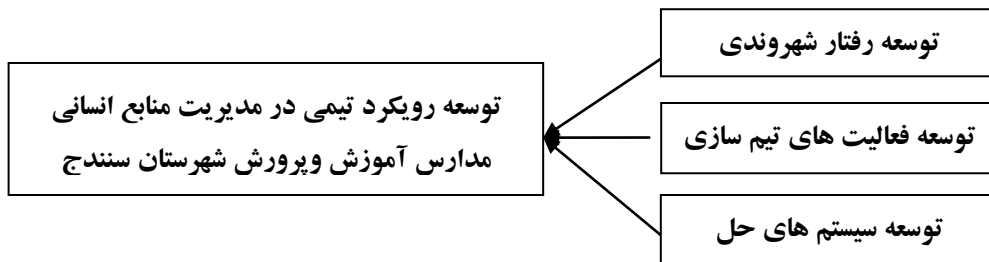 توسعه رفتار شهروندی
توسعه رویکرد تیمی در مدیریت منابع انسانی
مدارس آموزش وپرورش شهرستان سنندج
توسعه فعالیت های تیم سازی
توسعه سیستم های حل